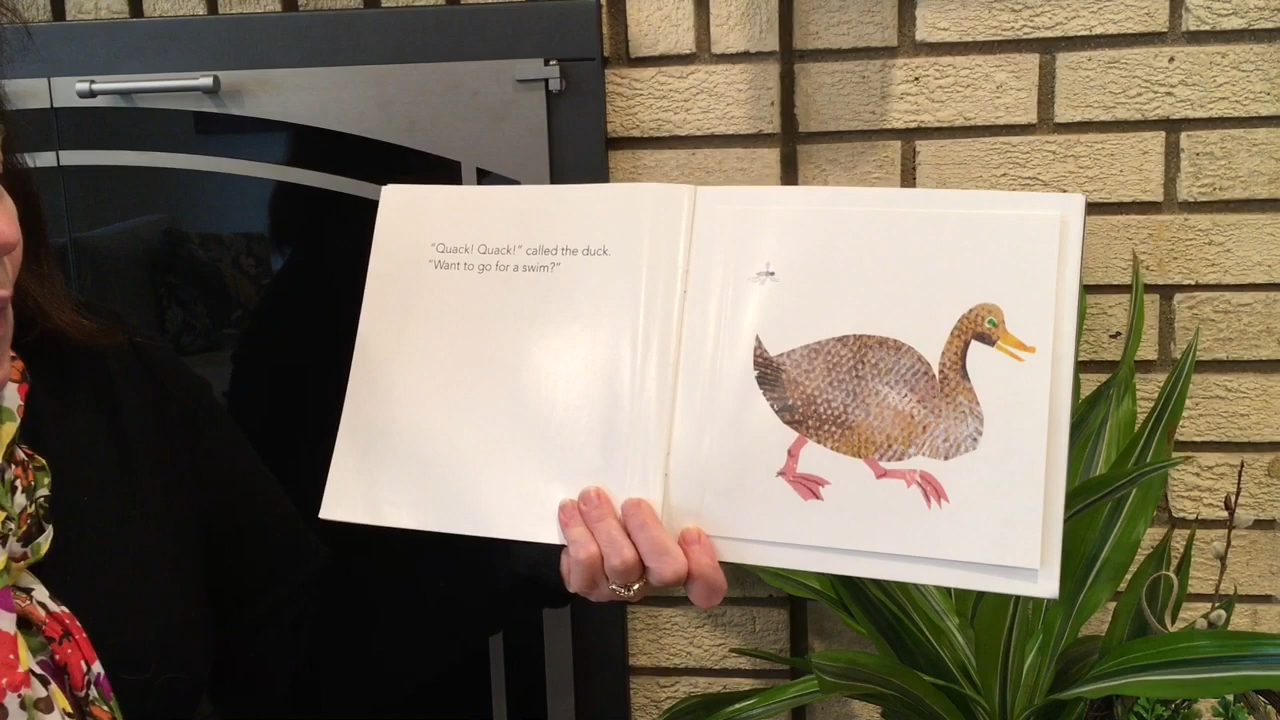 “Quack! Quack!” called the duck.
“Want to go for a swim?”